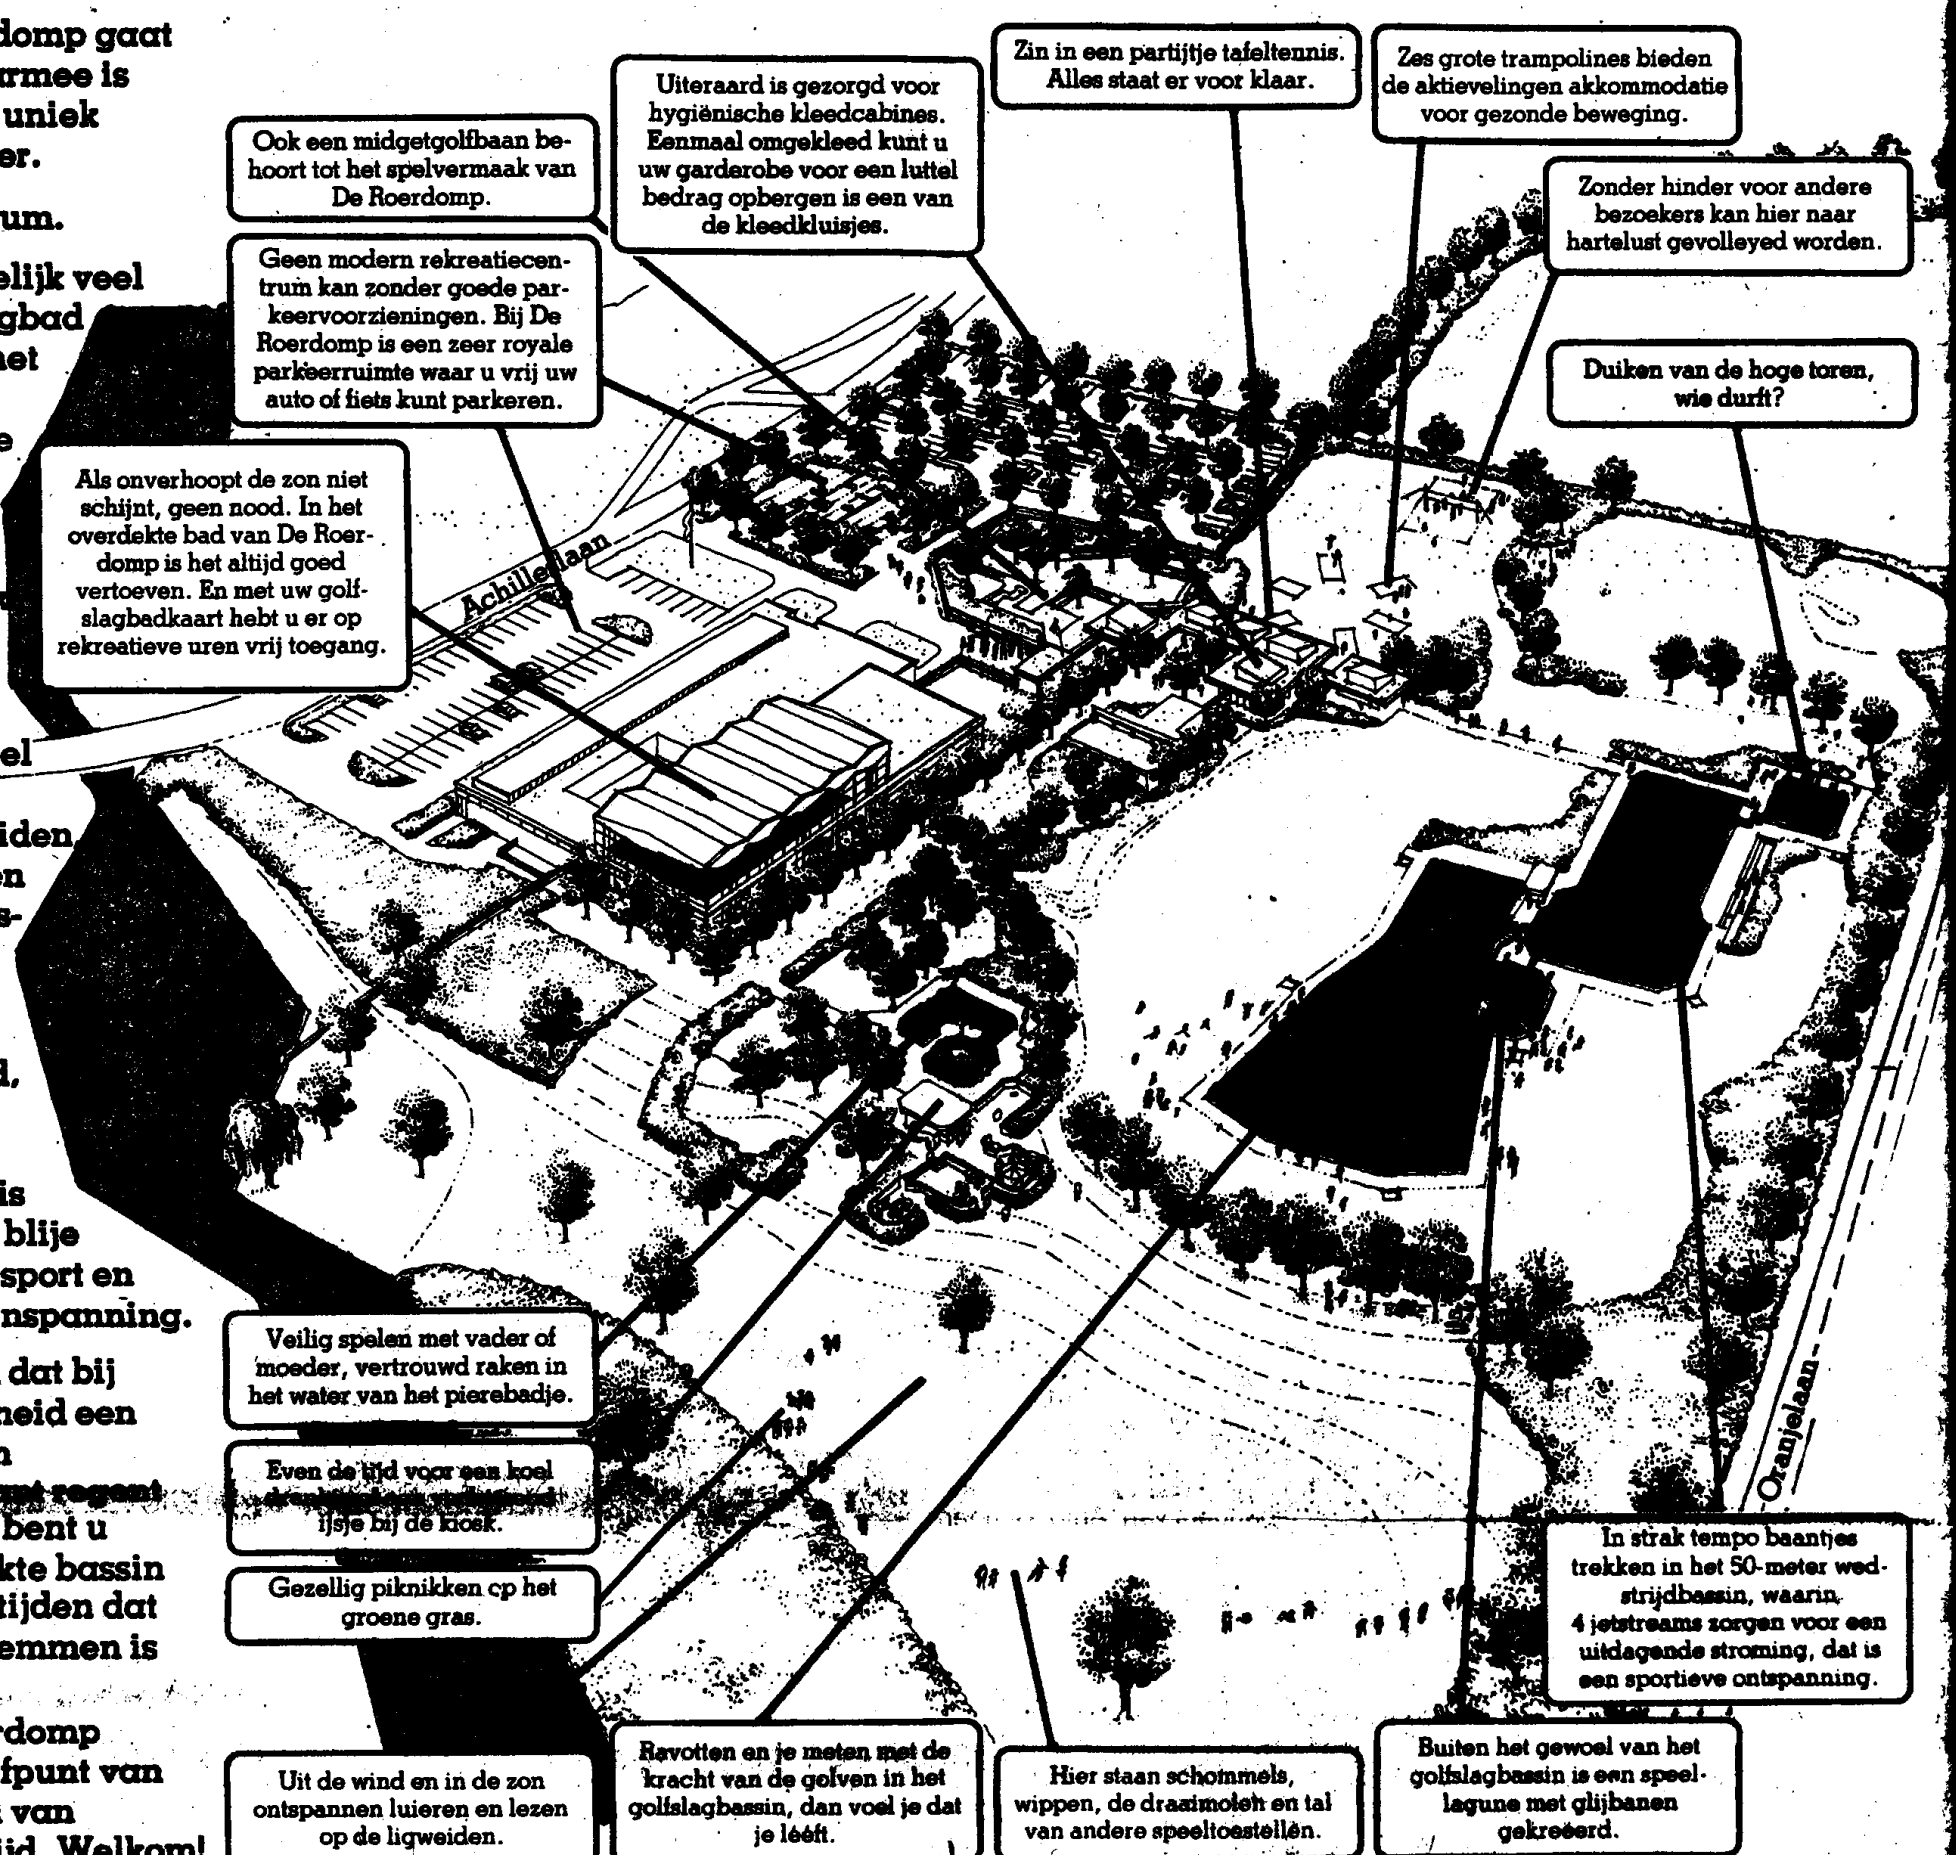 domp gaat
armee is
uniek
er.
um.
elijk veel
gbad
net
e
el
iden,
en
s-
d,
is
blije
sport en
nspanning.
dat bij
heid een
n
regent
bent u
kte bassin
tijden dat
emmen is
rdomp
fpunt van
van
ijd. Welkom!
Ook een midgetgolfbaan be-
hoort tot het spelvermaak van
De Roerdomp.
Uiteraard is gezorgd voor
hygiënische kleedcabines.
Eenmaal omgekleed kunt u
uw garderobe voor een luttel
bedrag opbergen is een van
de kleedkluisjes.
Zin in een partijtje tafeltennis.
Alles staat er voor klaar.
Zes grote trampolines bieden
de aktievelingen akkommodatie
voor gezonde beweging.
Zonder hinder voor andere
bezoekers kan hier naar
hartelust gevolleyed worden.
Geen modern rekreatiecen-
trum kan zonder goede par-
keervoorzieningen. Bij De
Roerdomp is een zeer royale
parkeerruimte waar u vrij uw
auto of fiets kunt parkeren.
Duiken van de hoge toren,
wie durft?
Als onverhoopt de zon niet
schijnt, geen nood. In het
overdekte bad van De Roer-
domp is het altijd goed
vertoeven. En met uw golf-
slagbadkaart hebt u er op
rekreatieve uren vrij toegang.
Achilleslaan
Oranjelaan
Veilig spelen met vader of
moeder, vertrouwd raken in
het water van het pierebadje.
Even de tijd voor een koel
ijsje bij de kiosk.
Gezellig piknikken op het
groene gras.
Uit de wind en in de zon
ontspannen luieren en lezen
op de ligweiden.
Ravotten en je meten met de
kracht van de golven in het
golfslagbassin, dan voel je dat
je lééft.
Hier staan schommels,
wippen, de draaimolen en tal
van andere speeltoestellen.
Buiten het gewoel van het
golfslagbassin is een speel-
lagune met glijbanen
gekreëerd.
In strak tempo baantjes
trekken in het 50-meter wed-
strijdbassin, waarin
4 jetstreams zorgen voor een
uitdagende stroming, dat is
een sportieve ontspanning.